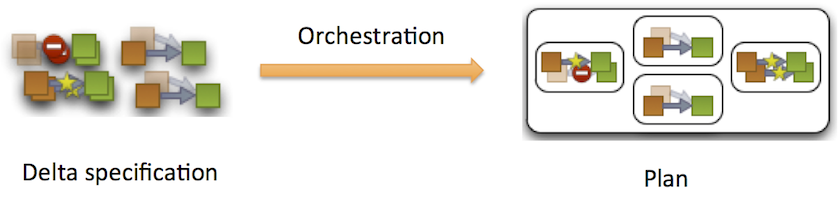 Orchestration
Delta specification
Plan